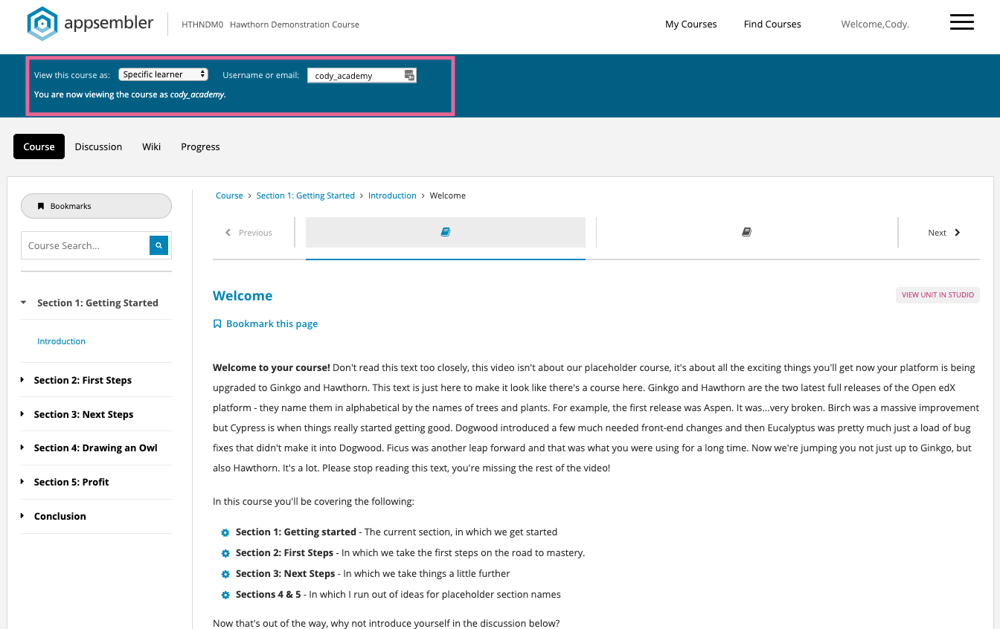 appsembler HTHNDM0 Hawthorn Demonstration Course My Courses Find Courses Welcome,Cody.
View this course as: Specific learner Username or email: cody_academy
You are now viewing the course as cody_academy.
Course Discussion Wiki Progress
Bookmarks
Course Search...
Section 1: Getting Started
Introduction
Section 2: First Steps
Section 3: Next Steps
Section 4: Drawing an Owl
Section 5: Profit
Conclusion
Course > Section 1: Getting Started > Introduction > Welcome
Previous Next
Welcome
VIEW UNIT IN STUDIO
Bookmark this page
Welcome to your course! Don't read this text too closely, this video isn't about our placeholder course, it's about all the exciting things you'll get now your platform is being
upgraded to Ginkgo and Hawthorn. This text is just here to make it look like there's a course here. Ginkgo and Hawthorn are the two latest full releases of the Open edX
platform - they name them in alphabetical by the names of trees and plants. For example, the first release was Aspen. It was...very broken. Birch was a massive improvement
but Cypress is when things really started getting good. Dogwood introduced a few much needed front-end changes and then Eucalyptus was pretty much just a load of bug
fixes that didn't make it into Dogwood. Ficus was another leap forward and that was what you were using for a long time. Now we're jumping you not just up to Ginkgo, but
also Hawthorn. It's a lot. Please stop reading this text, you're missing the rest of the video!
In this course you'll be covering the following:
Section 1: Getting started - The current section, in which we get started
Section 2: First Steps - In which we take the first steps on the road to mastery.
Section 3: Next Steps - In which we take things a little further
Sections 4 & 5 - In which I run out of ideas for placeholder section names
Now that's out of the way, why not introduce yourself in the discussion below?